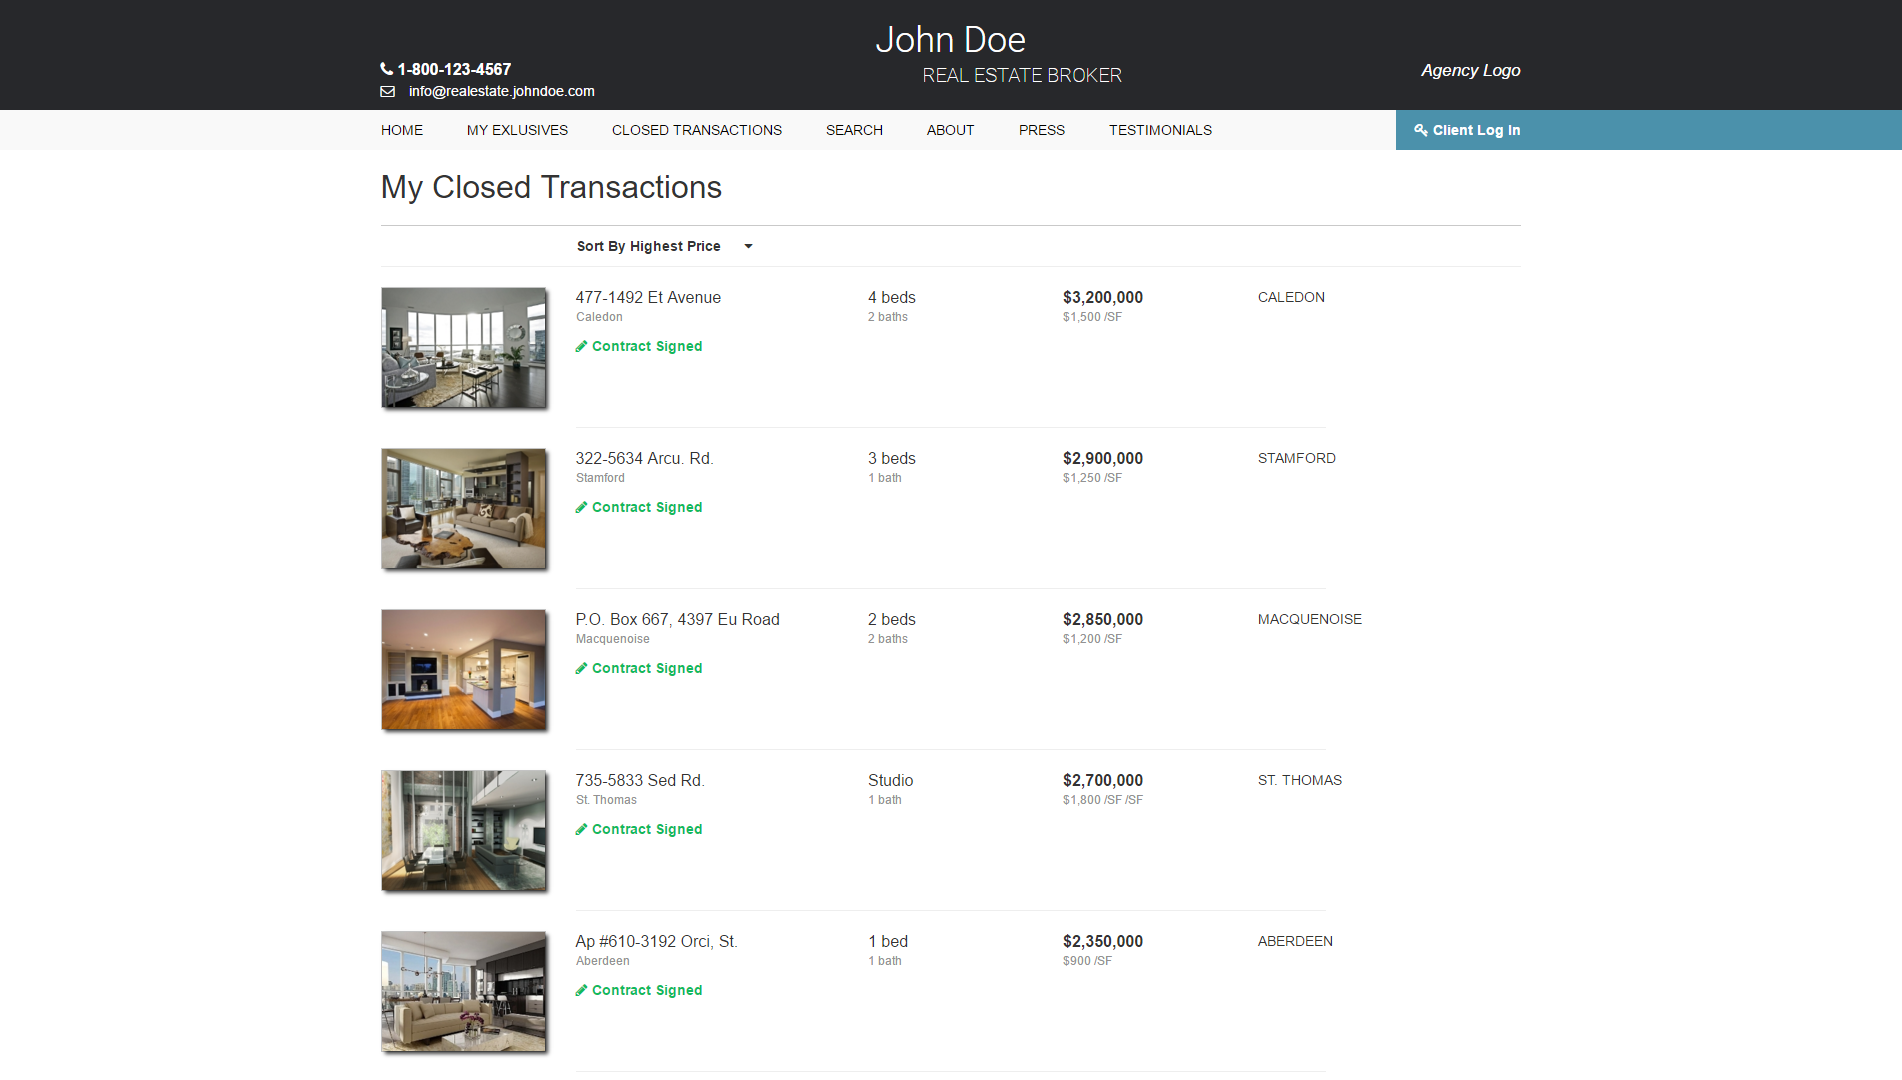 John Doe
REAL ESTATE BROKER
1-800-123-4567
info@realestate.johndoe.com
Agency Logo
HOME MY EXLUSIVES CLOSED TRANSACTIONS SEARCH ABOUT PRESS TESTIMONIALS Client Log In
My Closed Transactions
Sort By Highest Price
477-1492 Et Avenue 4 beds $3,200,000 CALEDON
Caledon 2 baths $1,500 /SF
Contract Signed
322-5634 Arcu. Rd. 3 beds $2,900,000 STAMFORD
Stamford 1 bath $1,250 /SF
Contract Signed
P.O. Box 667, 4397 Eu Road 2 beds $2,850,000 MACQUENOISE
Macquenoise 2 baths $1,200 /SF
Contract Signed
735-5833 Sed Rd. Studio $2,700,000 ST. THOMAS
St. Thomas 1 bath $1,800 /SF /SF
Contract Signed
Ap #610-3192 Orci, St. 1 bed $2,350,000 ABERDEEN
Aberdeen 1 bath $900 /SF
Contract Signed